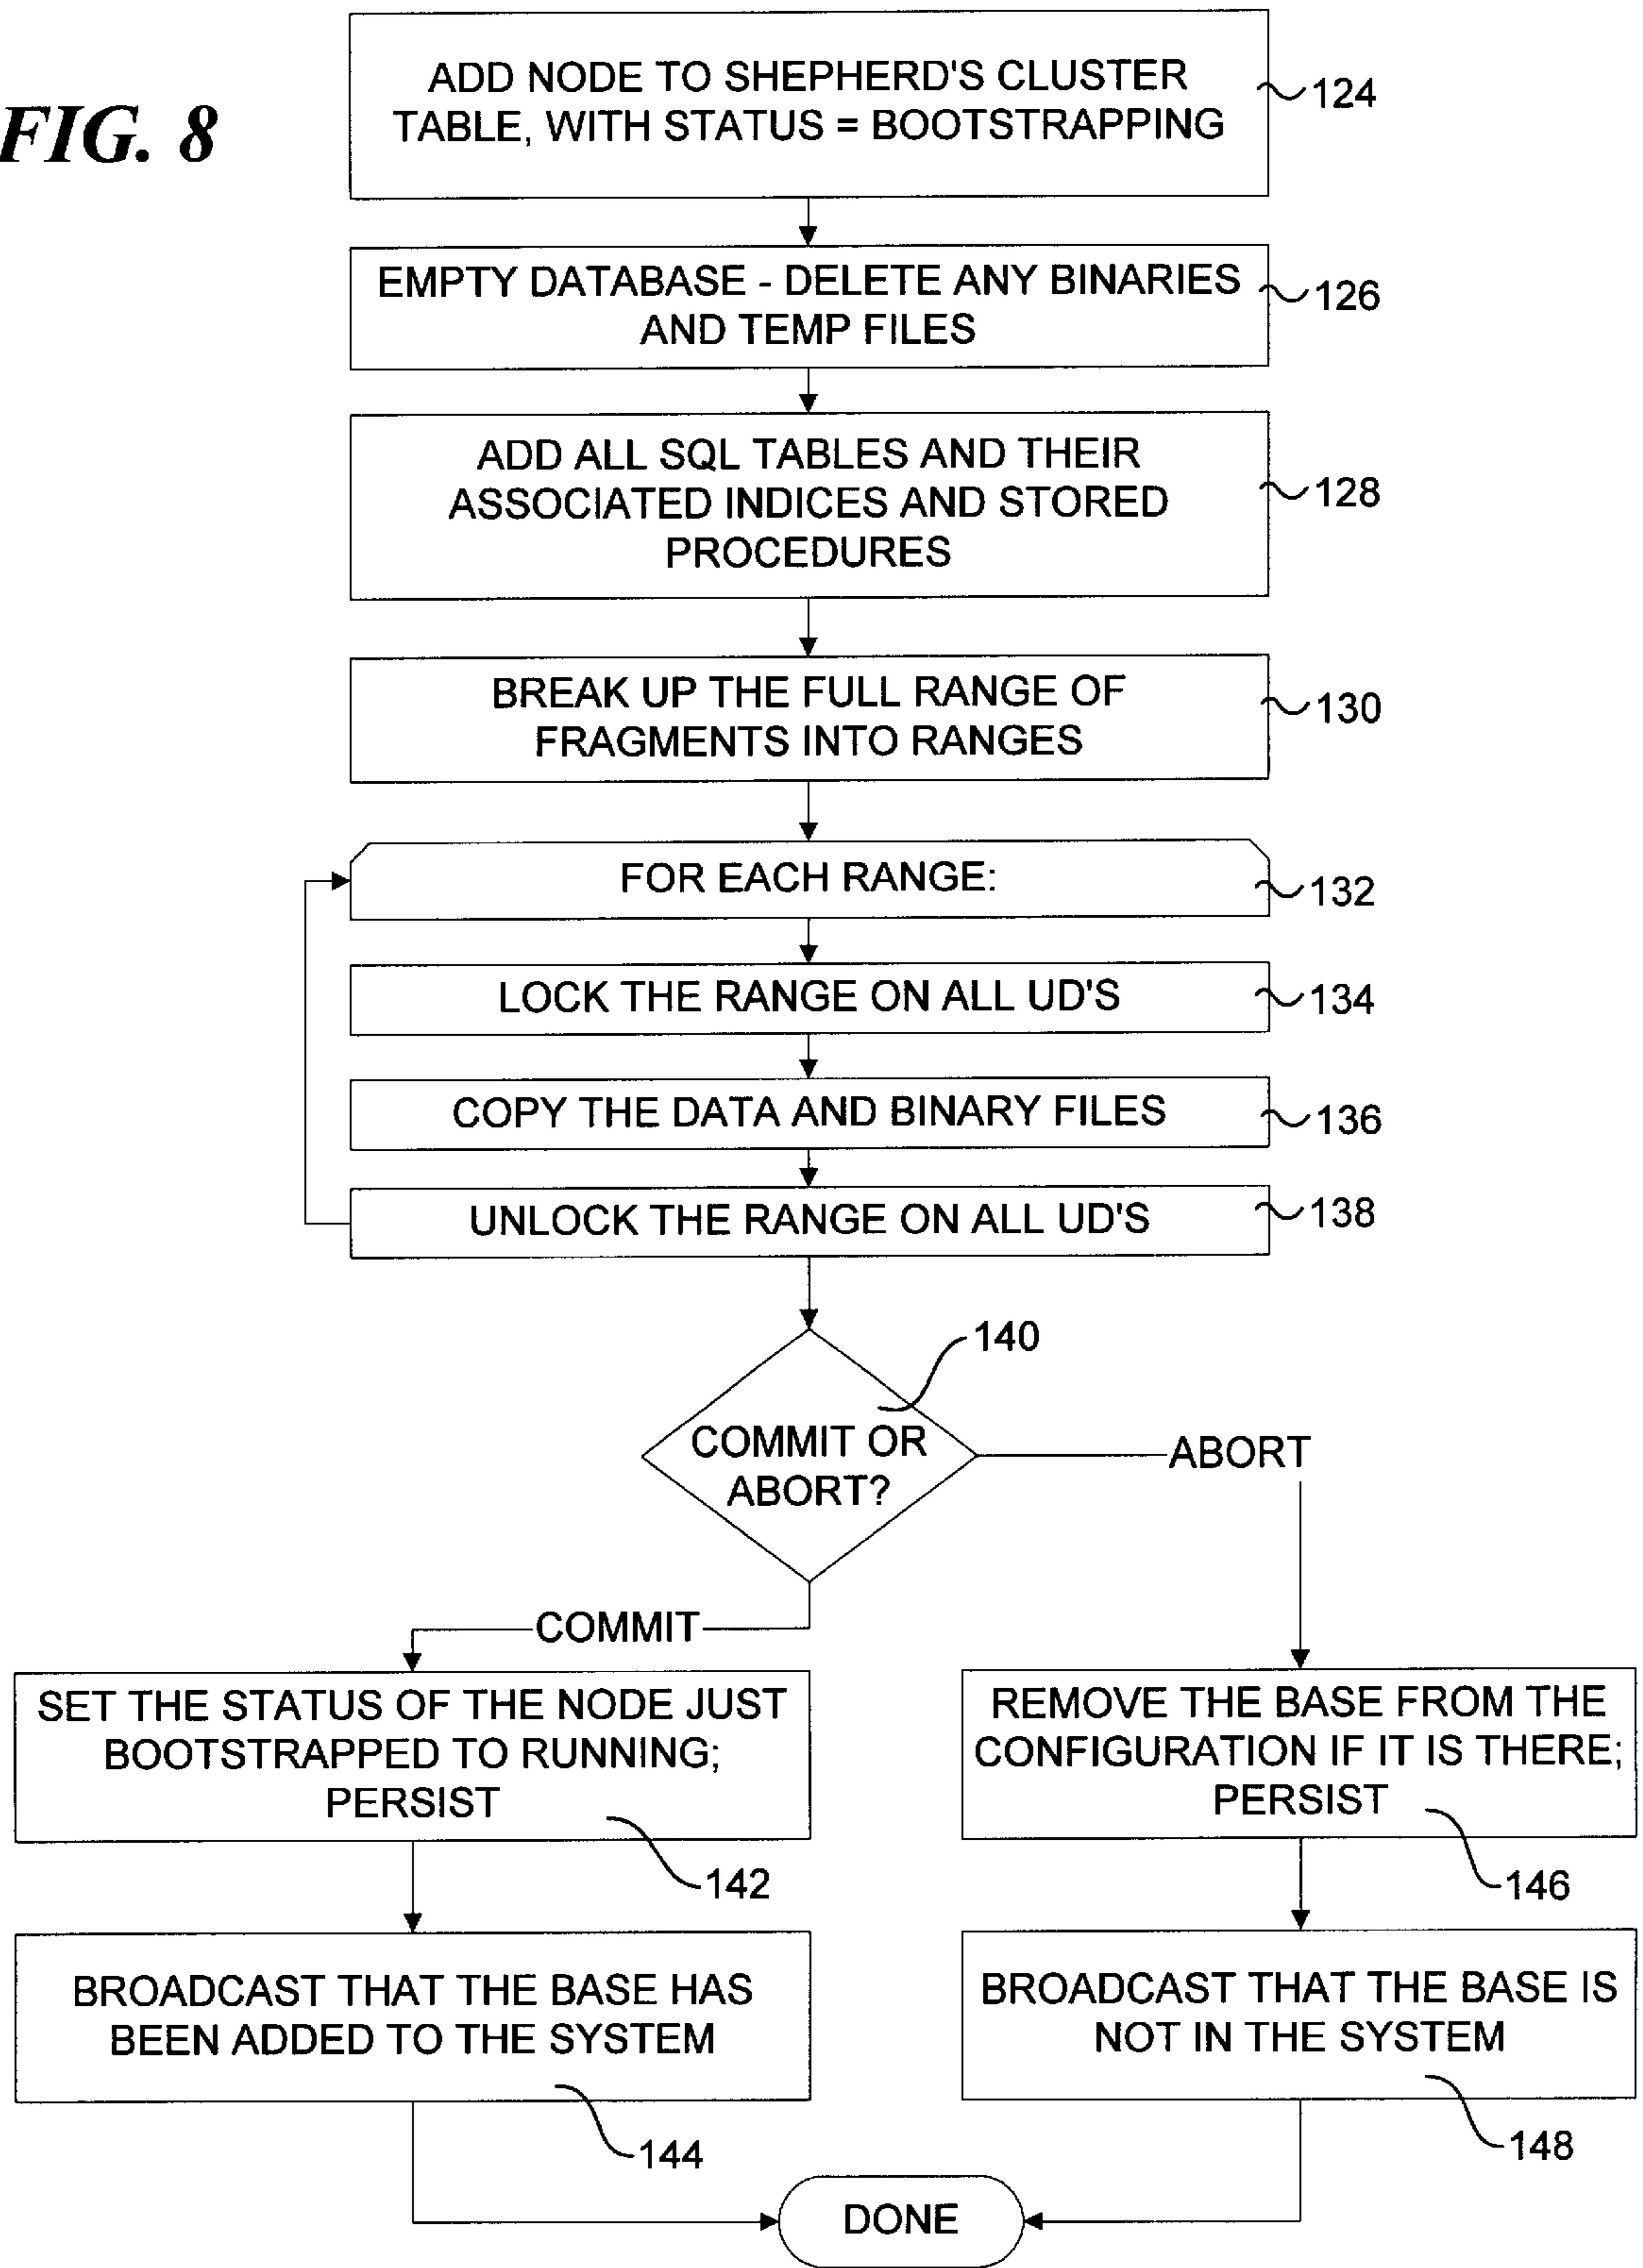 FIG. 8
ADD NODE TO SHEPHERD'S CLUSTER
TABLE, WITH STATUS = BOOTSTRAPPING
124
EMPTY DATABASE - DELETE ANY BINARIES
AND TEMP FILES
126
ADD ALL SQL TABLES AND THEIR
ASSOCIATED INDICES AND STORED
PROCEDURES
128
BREAK UP THE FULL RANGE OF
FRAGMENTS INTO RANGES
130
FOR EACH RANGE:
132
LOCK THE RANGE ON ALL UD'S
134
COPY THE DATA AND BINARY FILES
136
UNLOCK THE RANGE ON ALL UD'S
138
140
COMMIT OR
ABORT?
ABORT
COMMIT
SET THE STATUS OF THE NODE JUST
BOOTSTRAPPED TO RUNNING;
PERSIST
142
REMOVE THE BASE FROM THE
CONFIGURATION IF IT IS THERE;
PERSIST
146
BROADCAST THAT THE BASE HAS
BEEN ADDED TO THE SYSTEM
144
BROADCAST THAT THE BASE IS
NOT IN THE SYSTEM
148
DONE